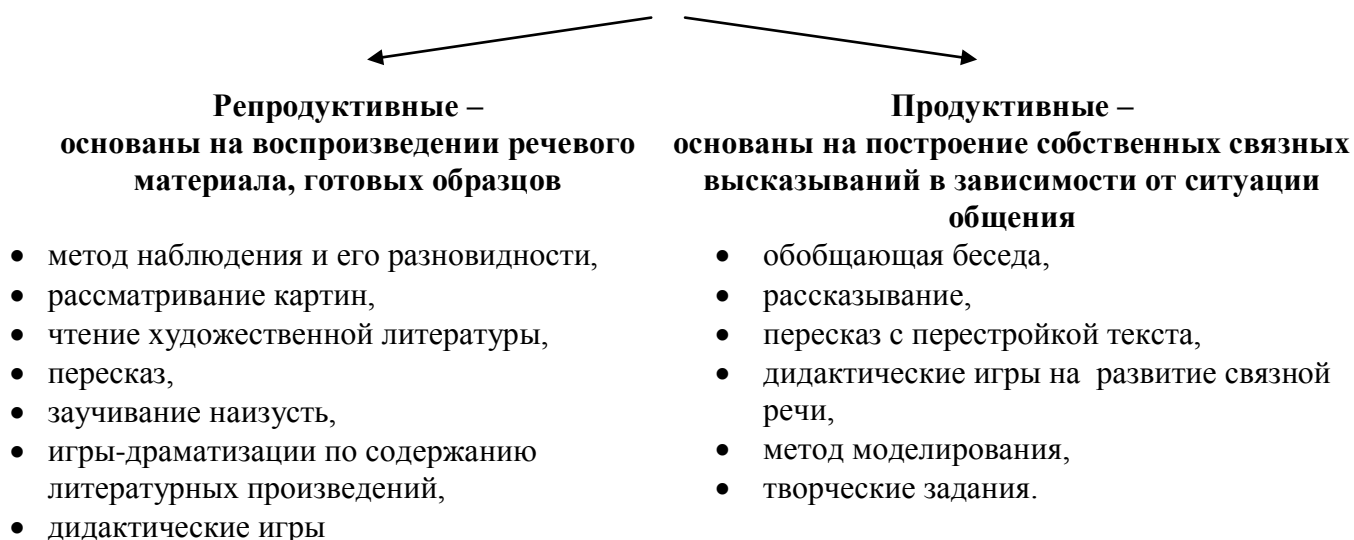 Репродуктивные –
основаны на воспроизведении речевого
материала, готовых образцов
• метод наблюдения и его разновидности,
• рассматривание картин,
• чтение художественной литературы,
• пересказ,
• заучивание наизусть,
• игры-драматизации по содержанию
литературных произведений,
• дидактические игры
Продуктивные –
основаны на построение собственных связных
высказываний в зависимости от ситуации
общения
• обобщающая беседа,
• рассказывание,
• пересказ с перестройкой текста,
• дидактические игры на развитие связной
речи,
• метод моделирования,
• творческие задания.